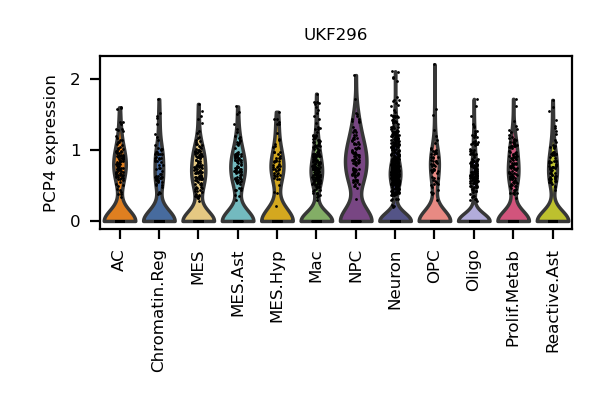 UKF296
PCP4 expression
2
1
0
AC
Chromatin.Reg
MES
MES.Ast
MES.Hyp
Mac
NPC
Neuron
OPC
Oligo
Prolif.Metab
Reactive.Ast